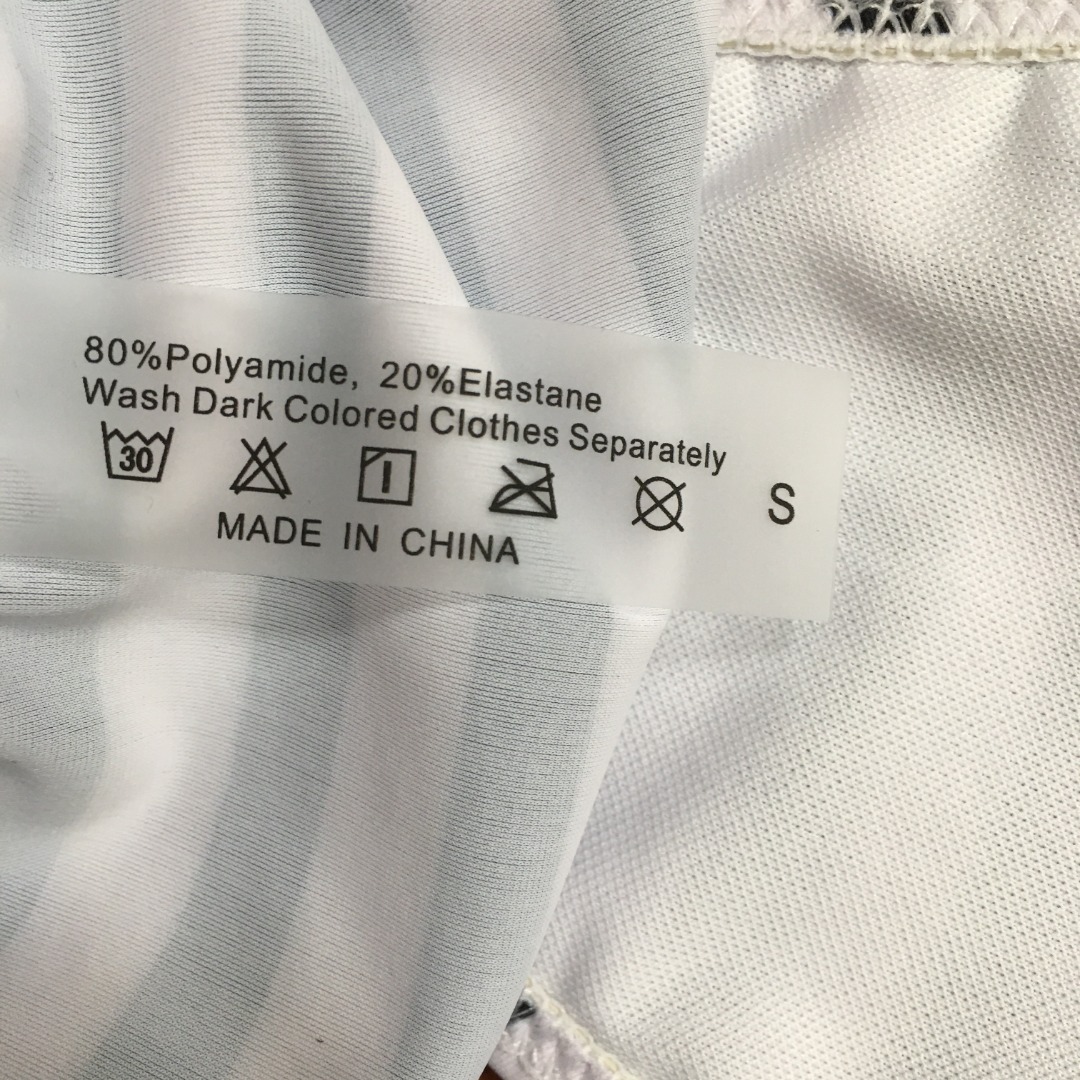 80%Polyamide, 20%Elastane
Wash Dark Colored Clothes Separately
30 S
MADE IN CHINA